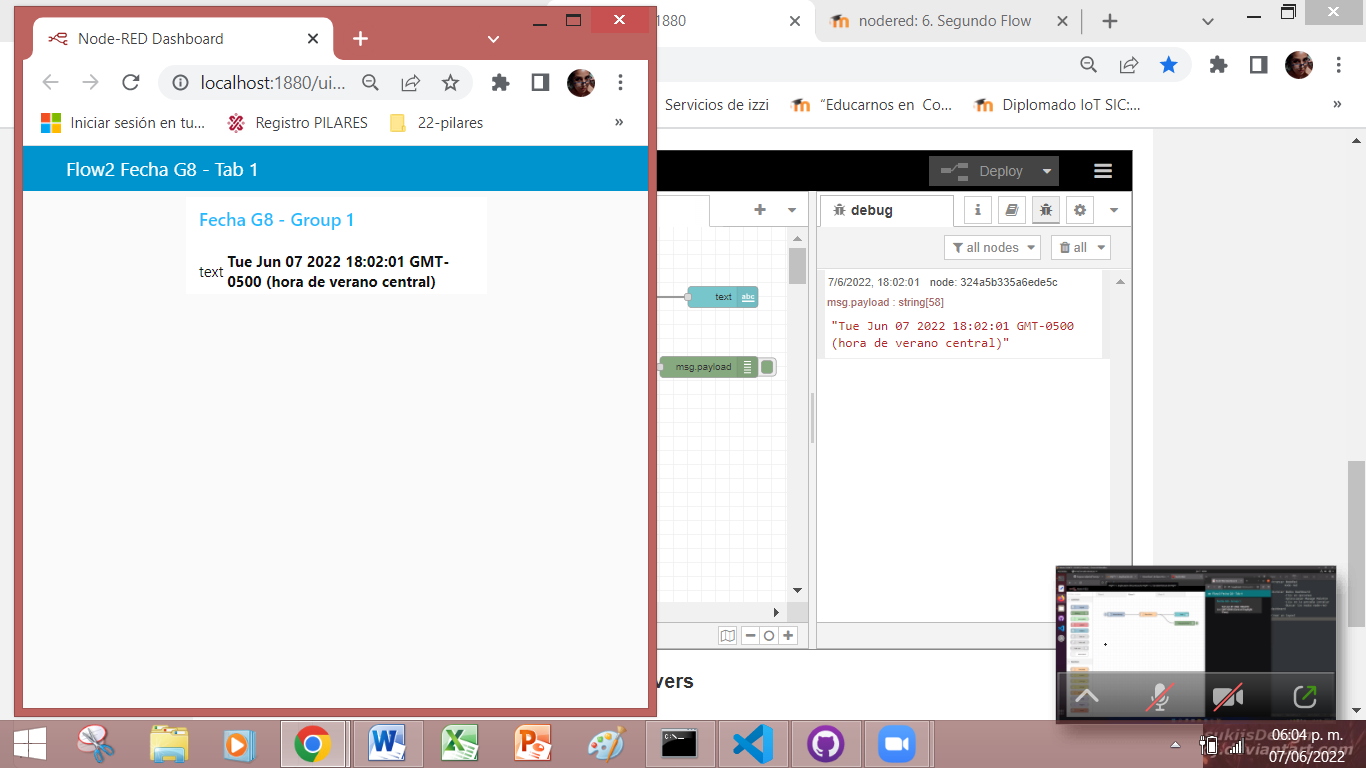 Node-RED Dashboard
localhost:1880/ui...
Iniciar sesión en tu...
Registro PILARES
22-pilares
»
Flow2 Fecha G8 - Tab 1
Fecha G8 - Group 1
text
Tue Jun 07 2022 18:02:01 GMT-
0500 (hora de verano central)
1880
nodered: 6. Segundo Flow
Servicios de izzi
“Educarnos en Co...
Diplomado IoT SIC:...
»
Deploy
debug
i
all nodes
all
text
abc
msg.payload
7/6/2022, 18:02:01 node: 324a5b335a6ede5c
msg.payload : string[58]
"Tue Jun 07 2022 18:02:01 GMT-0500
(hora de verano central)"
vers
06:04 p. m.
07/06/2022